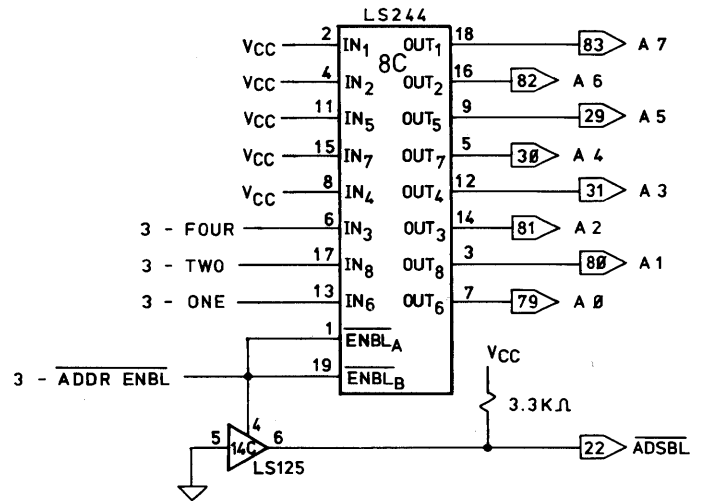 LS244
8C
VCC 2 IN1 OUT1 18 83 A 7
VCC 4 IN2 OUT2 16 82 A 6
VCC 11 IN5 OUT5 9 29 A 5
VCC 15 IN7 OUT7 5 3Ø A 4
VCC 8 IN4 OUT4 12 31 A 3
3 - FOUR 6 IN3 OUT3 14 81 A 2
3 - TWO 17 IN8 OUT8 3 8Ø A 1
3 - ONE 13 IN6 OUT6 7 79 A Ø
1 ENBLA
3 - ADDR ENBL 19 ENBLB
VCC
3.3KΩ
4
5 14C 6 22 ADSBL
LS125